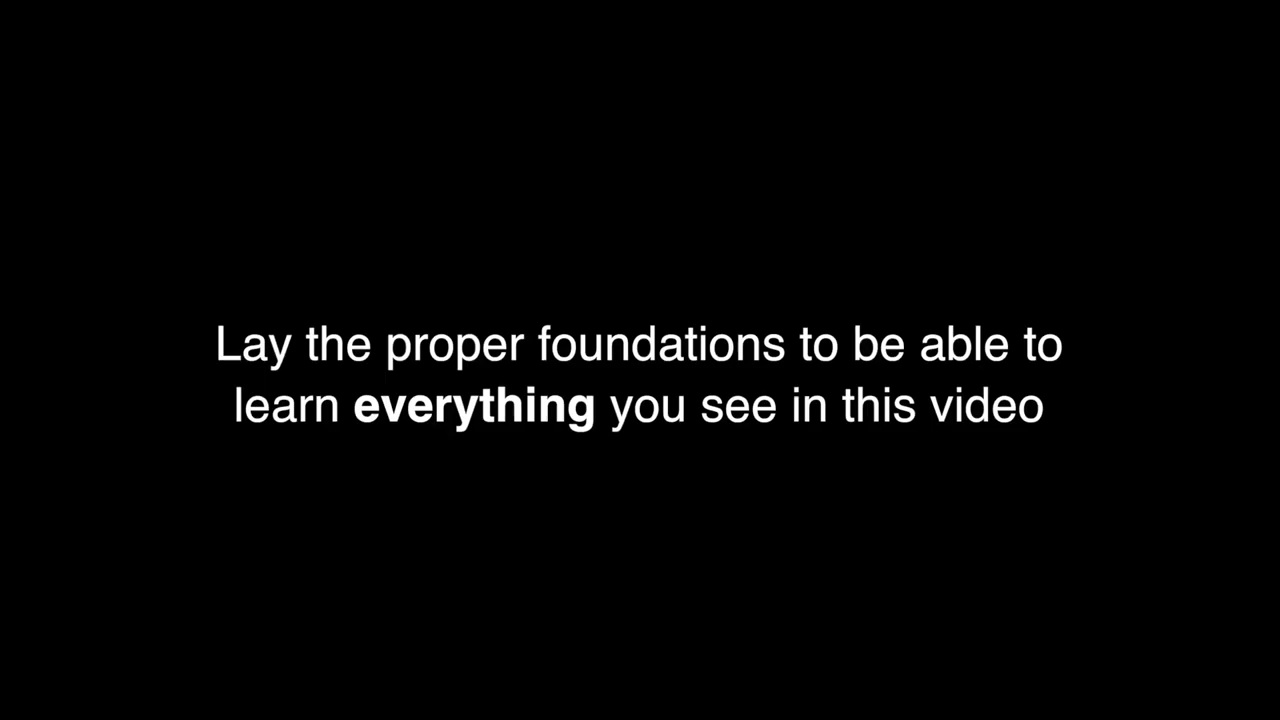 Lay the proper foundations to be able to
learn everything you see in this video